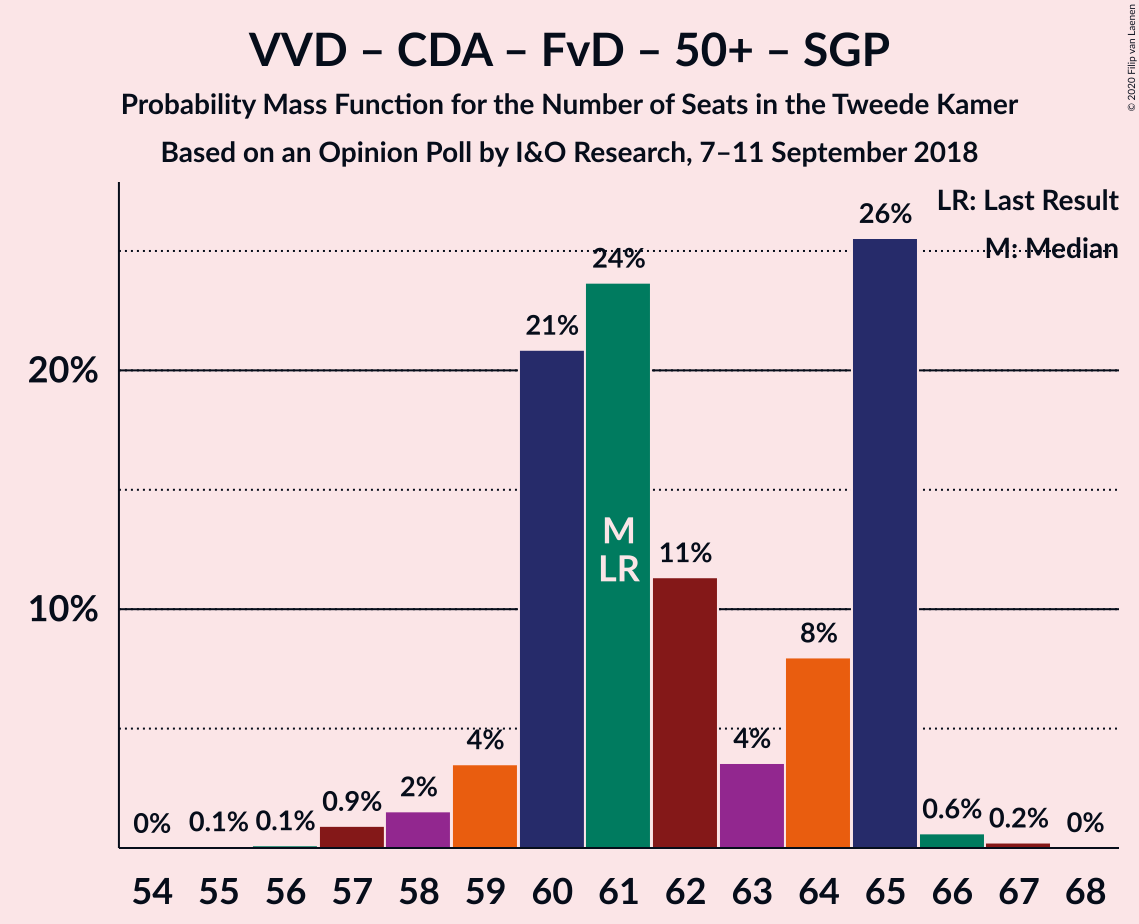 VVD – CDA – FvD – 50+ – SGP
Probability Mass Function for the Number of Seats in the Tweede Kamer
Based on an Opinion Poll by I&O Research, 7–11 September 2018
© 2020 Filip van Laenen
LR: Last Result
M: Median
20%
10%
0%
0.1%
0.1%
0.9%
2%
4%
21%
24%
11%
4%
8%
26%
0.6%
0.2%
0%
M
LR
54 55 56 57 58 59 60 61 62 63 64 65 66 67 68